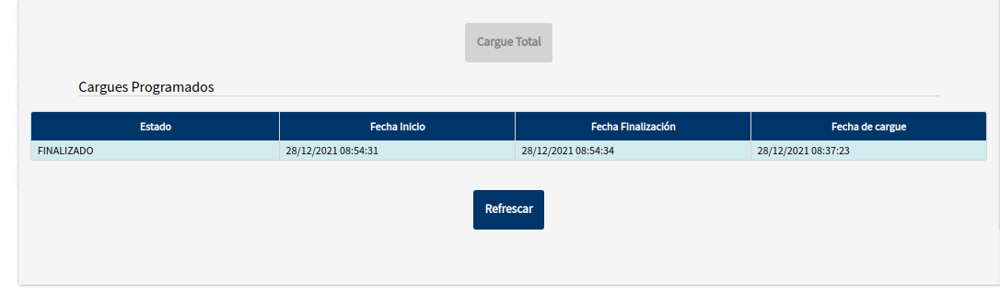 Cargue Total
Cargues Programados
Estado Fecha Inicio Fecha Finalización Fecha de cargue
FINALIZADO 28/12/2021 08:54:31 28/12/2021 08:54:34 28/12/2021 08:37:23
Refrescar